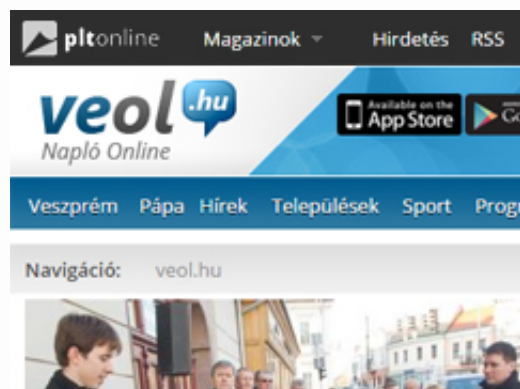 pltonline Magazinok Hirdetés RSS
veol.hu
Napló Online
Available on the
App Store
Veszprém Pápa Hírek Települések Sport
Navigáció: veol.hu